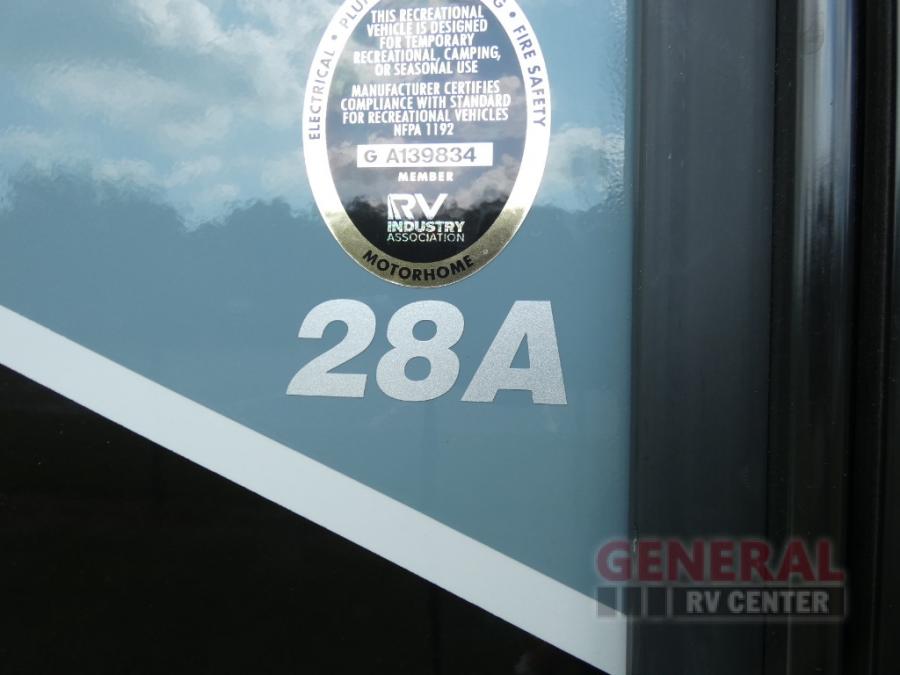 ELECTRICAL • FIRE SAFETY
THIS RECREATIONAL
VEHICLE IS DESIGNED
FOR TEMPORARY
RECREATIONAL, CAMPING,
OR SEASONAL USE
MANUFACTURER CERTIFIES
COMPLIANCE WITH STANDARD
FOR RECREATIONAL VEHICLES
NFPA 1192
G A139834
MEMBER
RV
INDUSTRY
ASSOCIATION
MOTORHOME
28A
GENERAL
RV CENTER